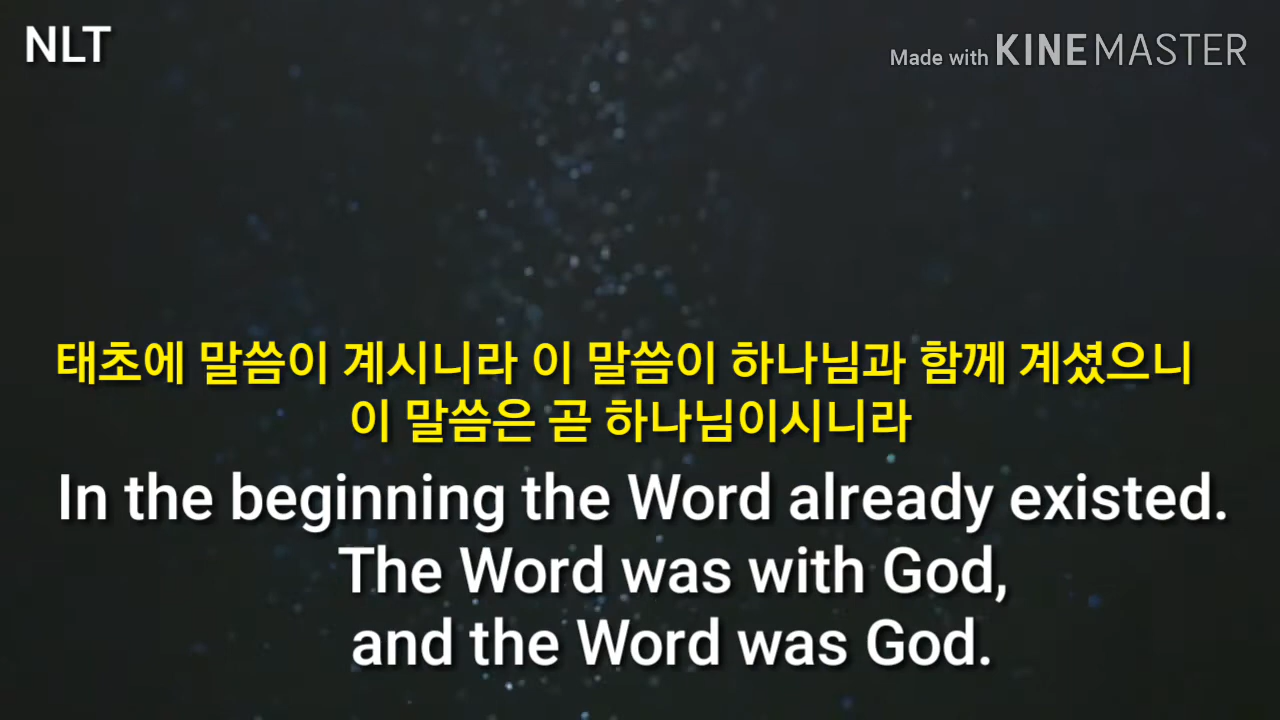 NLT
Made with KINEMASTER
태초에 말씀이 계시니라 이 말씀이 하나님과 함께 계셨으니
이 말씀은 곧 하나님이시니라
In the beginning the Word already existed.
The Word was with God,
and the Word was God.